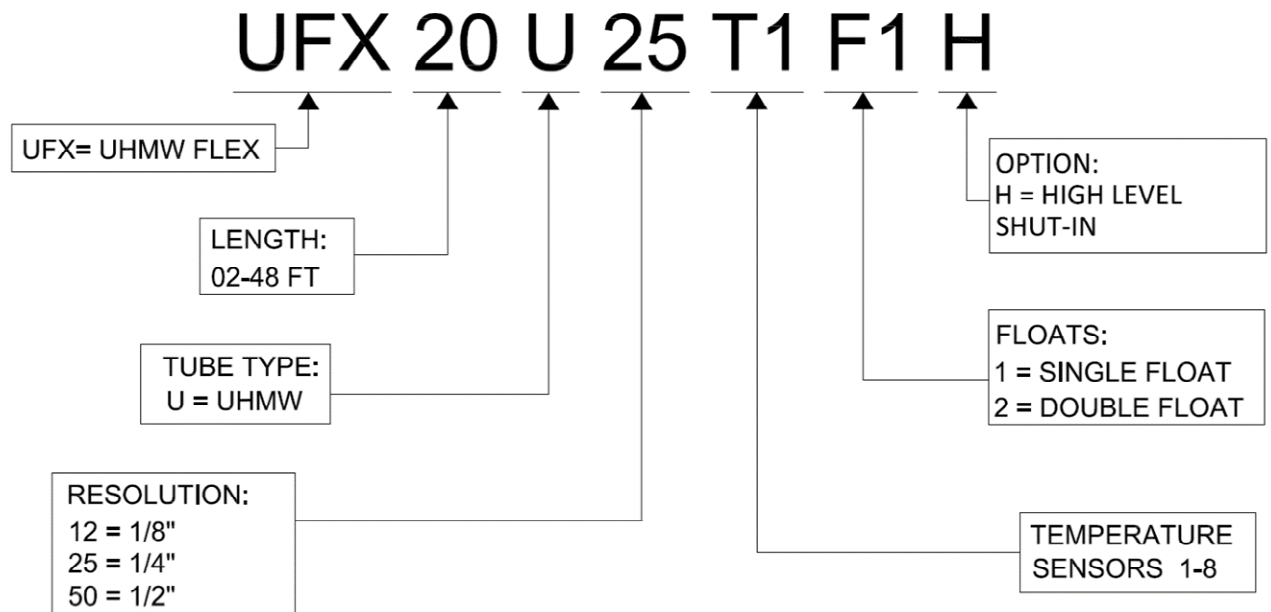 UFX 20 U 25 T1 F1 H
UFX= UHMW FLEX
OPTION:
H = HIGH LEVEL
SHUT-IN
LENGTH:
02-48 FT
FLOATS:
1 = SINGLE FLOAT
2 = DOUBLE FLOAT
TUBE TYPE:
U = UHMW
RESOLUTION:
12 = 1/8"
25 = 1/4"
50 = 1/2"
TEMPERATURE
SENSORS 1-8